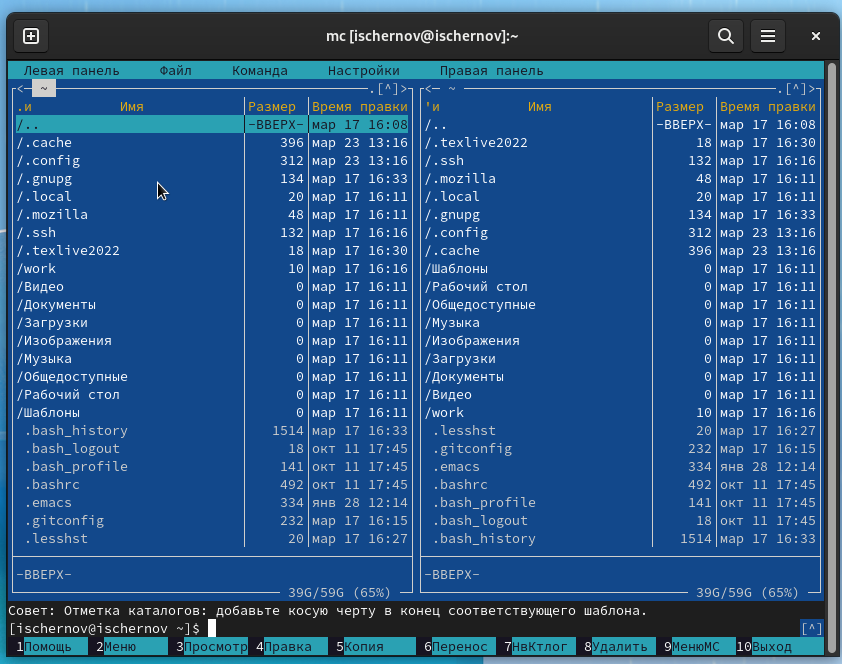 mc [ischernov@ischernov]:~
Левая панель Файл Команда Настройки Правая панель
<─ ~ .[^]>
.и Имя Размер Время правки
/.. -ВВЕРХ- мар 17 16:08
/.cache 396 мар 23 13:16
/.config 312 мар 23 13:16
/.gnupg 134 мар 17 16:33
/.local 20 мар 17 16:11
/.mozilla 48 мар 17 16:11
/.ssh 132 мар 17 16:16
/.texlive2022 18 мар 17 16:30
/work 10 мар 17 16:16
/Видео 0 мар 17 16:11
/Документы 0 мар 17 16:11
/Загрузки 0 мар 17 16:11
/Изображения 0 мар 17 16:11
/Музыка 0 мар 17 16:11
/Общедоступные 0 мар 17 16:11
/Рабочий стол 0 мар 17 16:11
/Шаблоны 0 мар 17 16:11
.bash_history 1514 мар 17 16:33
.bash_logout 18 окт 11 17:45
.bash_profile 141 окт 11 17:45
.bashrc 492 окт 11 17:45
.emacs 334 янв 28 12:14
.gitconfig 232 мар 17 16:15
.lesshst 20 мар 17 16:27
-ВВЕРХ-
39G/59G (65%)
<─ ~ .[^]>
'и Имя Размер Время правки
/.. -ВВЕРХ- мар 17 16:08
/.texlive2022 18 мар 17 16:30
/.ssh 132 мар 17 16:16
/.mozilla 48 мар 17 16:11
/.local 20 мар 17 16:11
/.gnupg 134 мар 17 16:33
/.config 312 мар 23 13:16
/.cache 396 мар 23 13:16
/Шаблоны 0 мар 17 16:11
/Рабочий стол 0 мар 17 16:11
/Общедоступные 0 мар 17 16:11
/Музыка 0 мар 17 16:11
/Изображения 0 мар 17 16:11
/Загрузки 0 мар 17 16:11
/Документы 0 мар 17 16:11
/Видео 0 мар 17 16:11
/work 10 мар 17 16:16
.lesshst 20 мар 17 16:27
.gitconfig 232 мар 17 16:15
.emacs 334 янв 28 12:14
.bashrc 492 окт 11 17:45
.bash_profile 141 окт 11 17:45
.bash_logout 18 окт 11 17:45
.bash_history 1514 мар 17 16:33
-ВВЕРХ-
39G/59G (65%)
Совет: Отметка каталогов: добавьте косую черту в конец соответствующего шаблона.
[ischernov@ischernov ~]$ [^]
1Помощь 2Меню 3Просмотр 4Правка 5Копия 6Перенос 7НвКтлог 8Удалить 9МенюМС 10Выход